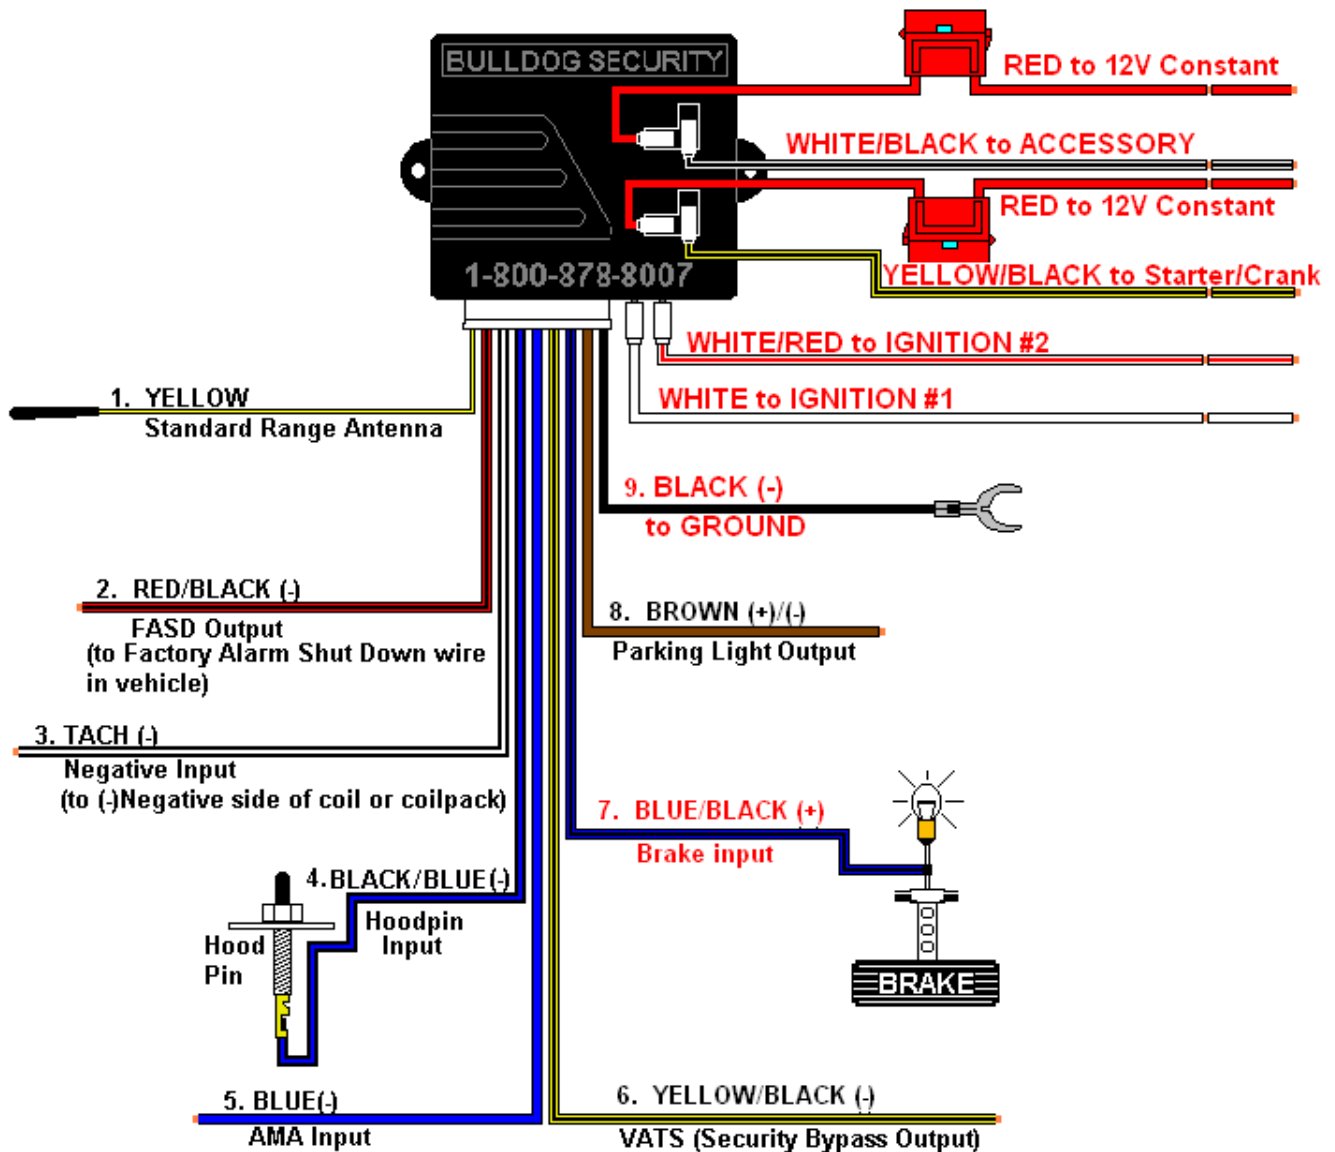 BULLDOG SECURITY
1-800-878-8007
RED to 12V Constant
WHITE/BLACK to ACCESSORY
RED to 12V Constant
YELLOW/BLACK to Starter/Crank
WHITE/RED to IGNITION #2
WHITE to IGNITION #1
1. YELLOW
Standard Range Antenna
9. BLACK (-)
to GROUND
2. RED/BLACK (-)
FASD Output
(to Factory Alarm Shut Down wire
in vehicle)
8. BROWN (+)/(-)
Parking Light Output
3. TACH (-)
Negative Input
(to (-)Negative side of coil or coilpack)
7. BLUE/BLACK (+)
Brake input
4.BLACK/BLUE(-)
Hoodpin
Input
Hood
Pin
BRAKE
5. BLUE(-)
AMA Input
6. YELLOW/BLACK (-)
VATS (Security Bypass Output)